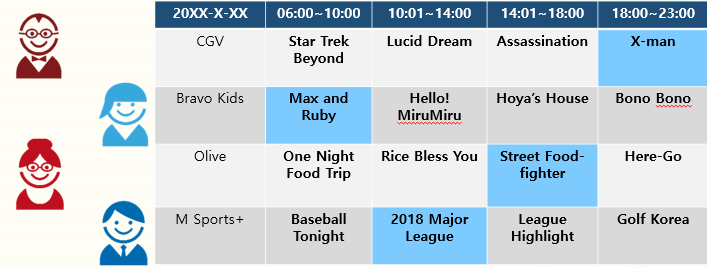 20XX-X-XX 06:00~10:00 10:01~14:00 14:01~18:00 18:00~23:00
CGV Star Trek Beyond Lucid Dream Assassination X-man
Bravo Kids Max and Ruby Hello! MiruMiru Hoya's House Bono Bono
Olive One Night Food Trip Rice Bless You Street Food-fighter Here-Go
M Sports+ Baseball Tonight 2018 Major League League Highlight Golf Korea